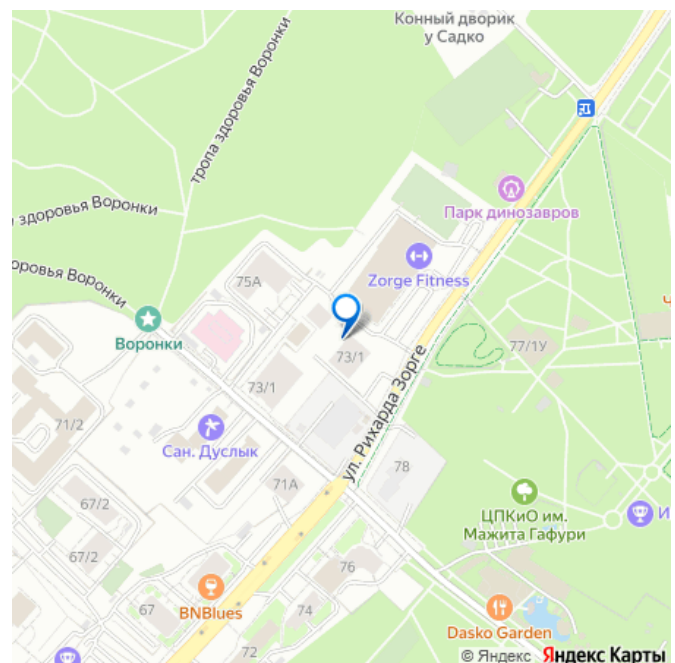 Конный дворик
у Садко
тропа здоровья Воронки
Парк динозавров
здоровья Воронки
Zorge Fitness
оровья Воронки
75А
Воронки
77/1У
73/1
73/1
ул. Рихарда Зорге
71/2
Сан. Дуслык
78
71А
67/2
ЦПКиО им.
Мажита Гафури
67/2
76
BNBlues
67
74
Dasko Garden
72
© Яндекс Яндекс Карты